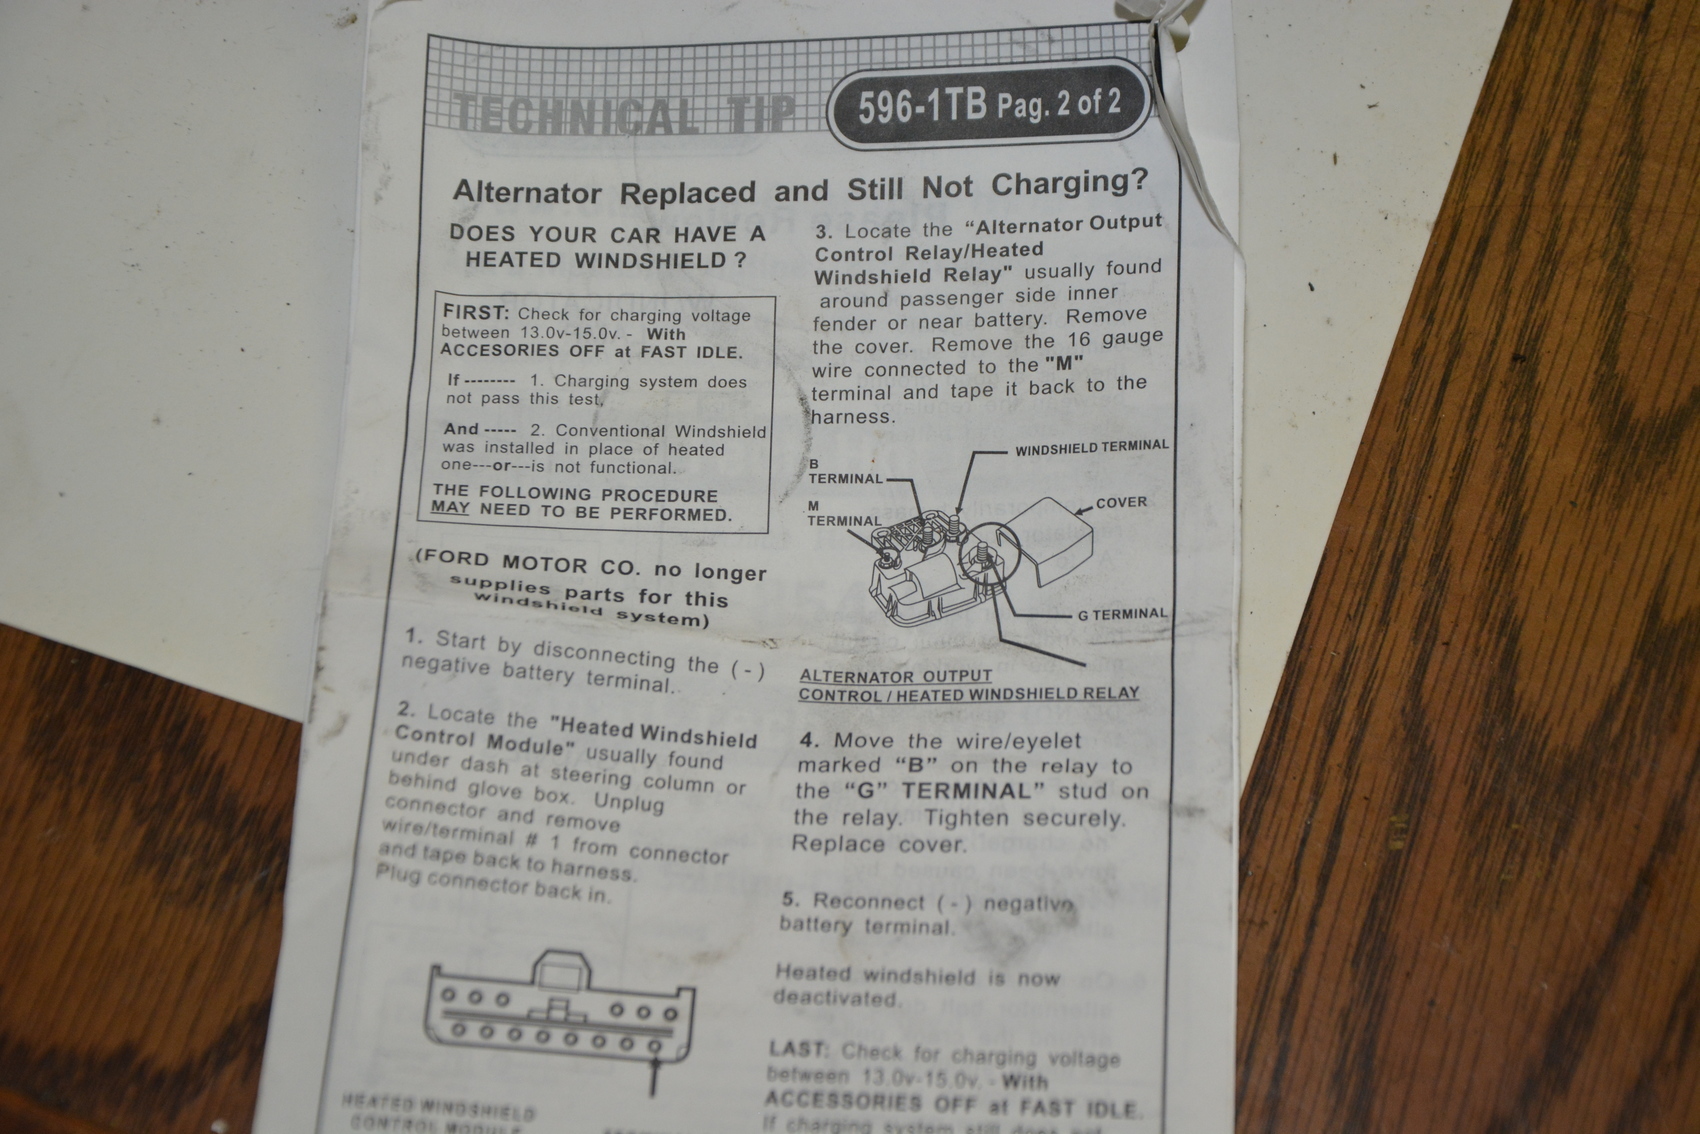 TECHNICAL TIP
596-1TB Pag. 2 of 2
Alternator Replaced and Still Not Charging?
DOES YOUR CAR HAVE A
HEATED WINDSHIELD ?
FIRST: Check for charging voltage
between 13.0v-15.0v. - With
ACCESORIES OFF at FAST IDLE.
If -------- 1. Charging system does
not pass this test,
And ----- 2. Conventional Windshield
was installed in place of heated
one---or---is not functional.
THE FOLLOWING PROCEDURE
MAY NEED TO BE PERFORMED.
(FORD MOTOR CO. no longer
supplies parts for this
windshield system)
1. Start by disconnecting the ( - )
negative battery terminal.
2. Locate the "Heated Windshield
Control Module" usually found
under dash at steering column or
behind glove box. Unplug
connector and remove
wire/terminal # 1 from connector
and tape back to harness.
Plug connector back in.
HEATED WINDSHIELD
CONTROL MODULE
3. Locate the “Alternator Output
Control Relay/Heated
Windshield Relay" usually found
around passenger side inner
fender or near battery. Remove
the cover. Remove the 16 gauge
wire connected to the "M"
terminal and tape it back to the
harness.
WINDSHIELD TERMINAL
B
TERMINAL
COVER
M
TERMINAL
G TERMINAL
ALTERNATOR OUTPUT
CONTROL / HEATED WINDSHIELD RELAY
4. Move the wire/eyelet
marked “B” on the relay to
the “G” TERMINAL” stud on
the relay. Tighten securely.
Replace cover.
5. Reconnect ( - ) negative
battery terminal.
Heated windshield is now
deactivated.
LAST: Check for charging voltage
between 13.0v-15.0v. - With
ACCESSORIES OFF at FAST IDLE.
If charging system still does not